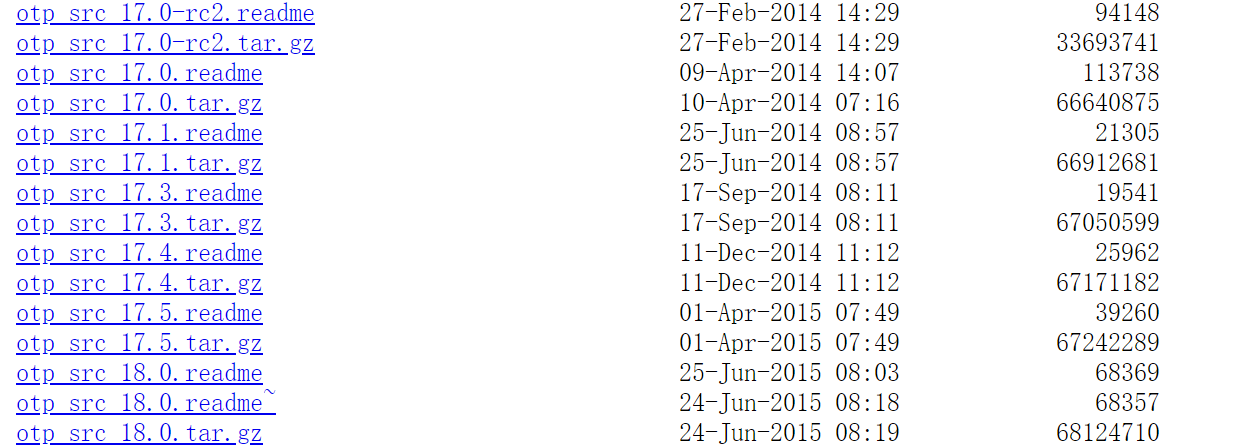 otp_src_17.0-rc2.readme 27-Feb-2014 14:29 94148
otp_src_17.0-rc2.tar.gz 27-Feb-2014 14:29 33693741
otp_src_17.0.readme 09-Apr-2014 14:07 113738
otp_src_17.0.tar.gz 10-Apr-2014 07:16 66640875
otp_src_17.1.readme 25-Jun-2014 08:57 21305
otp_src_17.1.tar.gz 25-Jun-2014 08:57 66912681
otp_src_17.3.readme 17-Sep-2014 08:11 19541
otp_src_17.3.tar.gz 17-Sep-2014 08:11 67050599
otp_src_17.4.readme 11-Dec-2014 11:12 25962
otp_src_17.4.tar.gz 11-Dec-2014 11:12 67171182
otp_src_17.5.readme 01-Apr-2015 07:49 39260
otp_src_17.5.tar.gz 01-Apr-2015 07:49 67242289
otp_src_18.0.readme 25-Jun-2015 08:03 68369
otp_src_18.0.readme~ 24-Jun-2015 08:18 68357
otp_src_18.0.tar.gz 24-Jun-2015 08:19 68124710